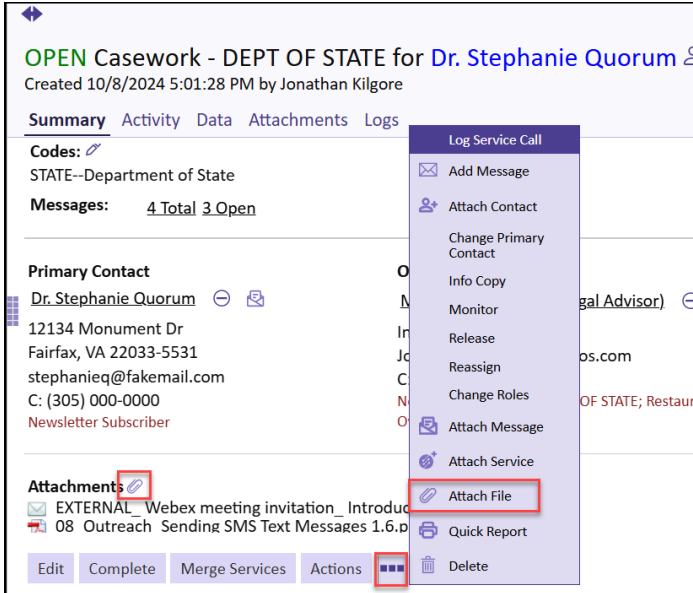 OPEN Casework - DEPT OF STATE for Dr. Stephanie Quorum
Created 10/8/2024 5:01:28 PM by Jonathan Kilgore
Summary Activity Data Attachments Logs
Codes:
STATE--Department of State
Messages: 4 Total 3 Open
Primary Contact
Dr. Stephanie Quorum
12134 Monument Dr
Fairfax, VA 22033-5531
stephanieq@fakemail.com
C: (305) 000-0000
Newsletter Subscriber
gal Advisor)
os.com
C:
OF STATE; Restaur
Attachments
EXTERNAL_ Webex meeting invitation_ Introduc
08_Outreach_Sending SMS Text Messages 1.6.p
Edit Complete Merge Services Actions
Log Service Call
Add Message
Attach Contact
Change Primary
Contact
Info Copy
Monitor
Release
Reassign
Change Roles
Attach Message
Attach Service
Attach File
Quick Report
Delete